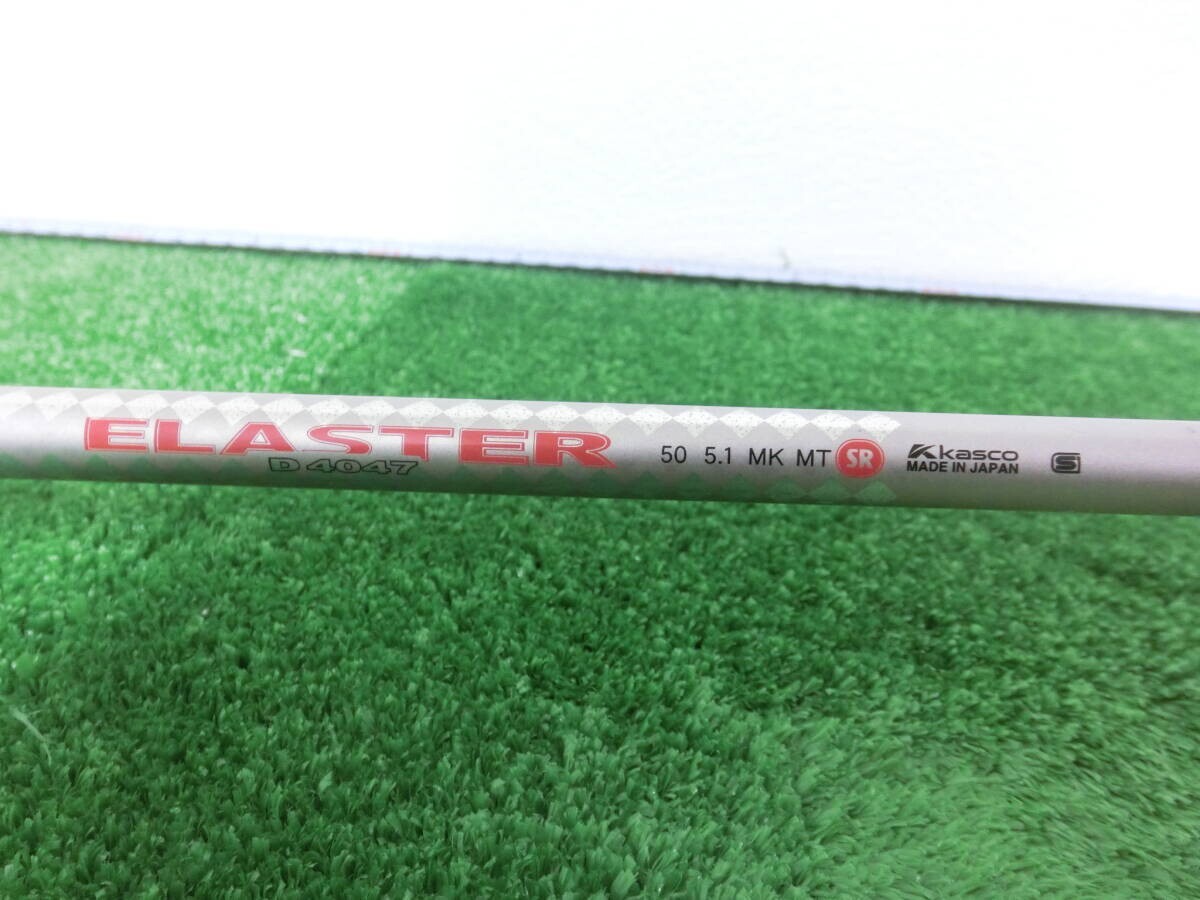 ELASTER
D 4047
50 5.1 MK MT SR
Kasco
MADE IN JAPAN
S